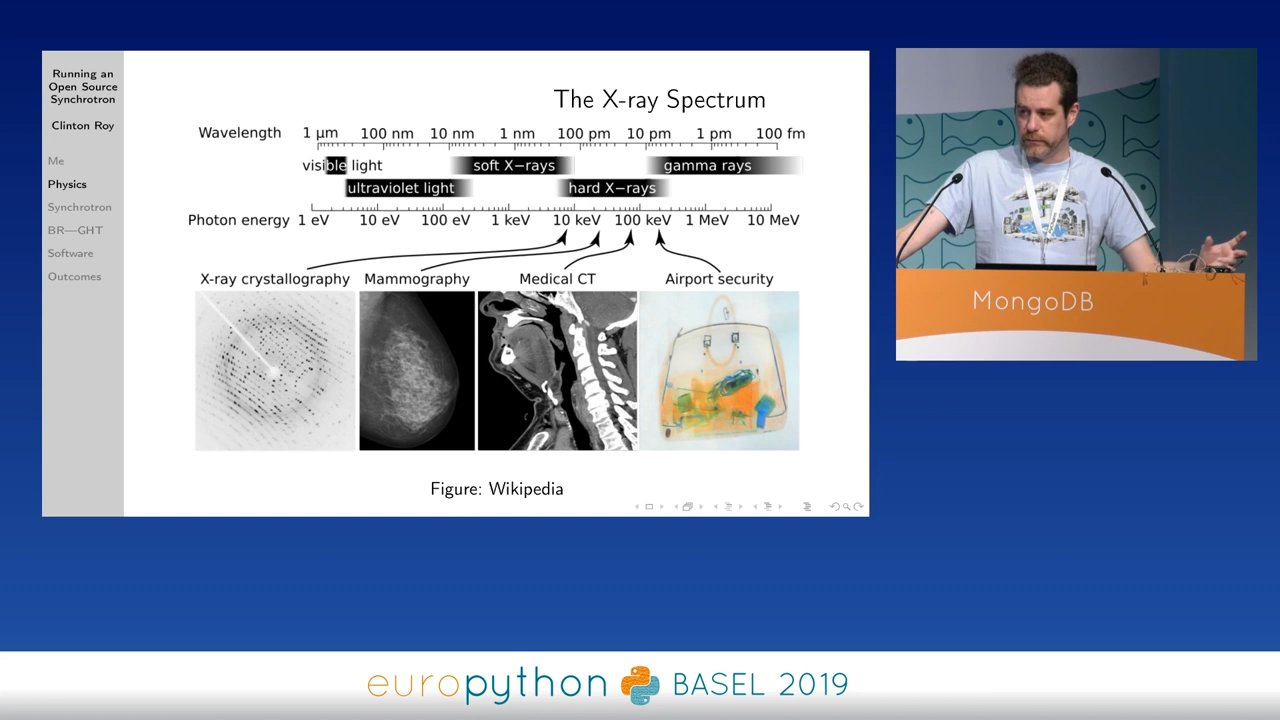 Running an
Open Source
Synchrotron
Clinton Roy
Me
Physics
Synchrotron
BR—GHT
Software
Outcomes
The X-ray Spectrum
Wavelength 1 µm 100 nm 10 nm 1 nm 100 pm 10 pm 1 pm 100 fm
visible light soft X−rays gamma rays
ultraviolet light hard X−rays
Photon energy 1 eV 10 eV 100 eV 1 keV 10 keV 100 keV 1 MeV 10 MeV
X-ray crystallography Mammography Medical CT Airport security
Figure: Wikipedia
MongoDB
europython BASEL 2019